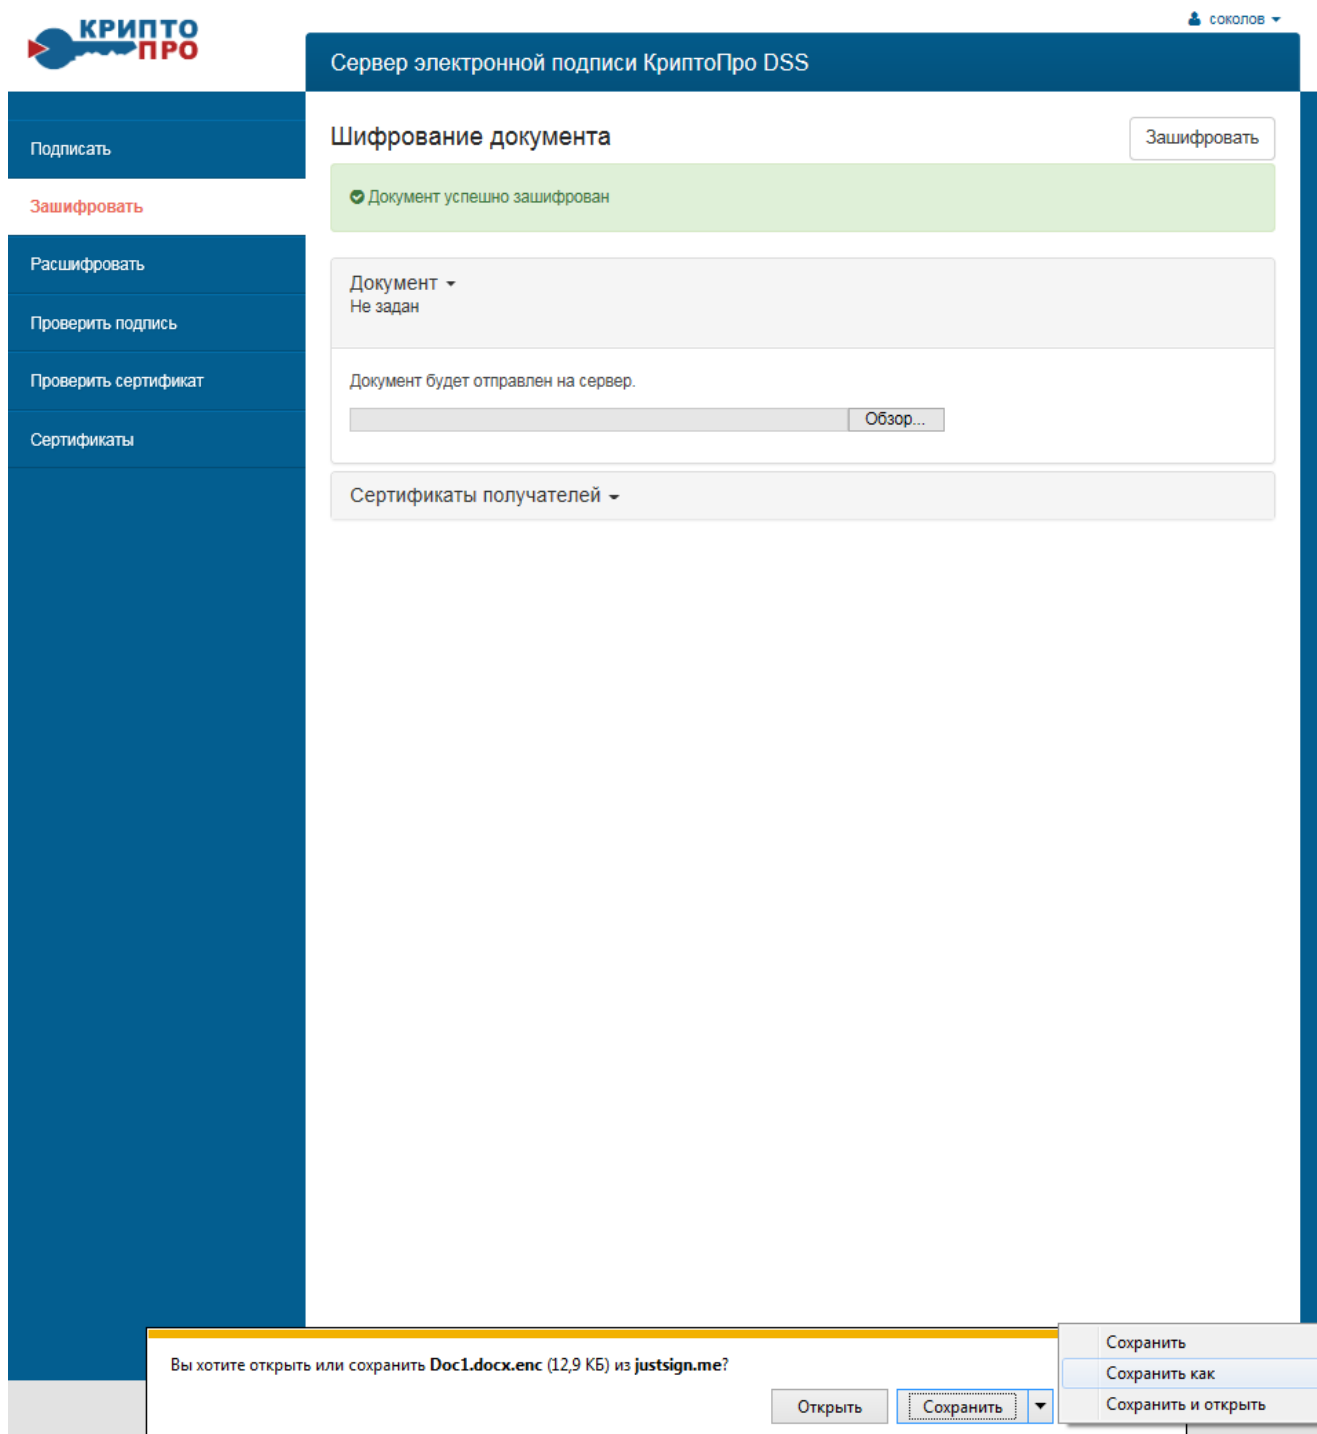 КРИПТО
ПРО
соколов
Сервер электронной подписи КриптоПро DSS
Подписать
Зашифровать
Расшифровать
Проверить подпись
Проверить сертификат
Сертификаты
Шифрование документа
Зашифровать
Документ успешно зашифрован
Документ
Не задан
Документ будет отправлен на сервер.
Обзор...
Сертификаты получателей
Вы хотите открыть или сохранить Doc1.docx.enc (12,9 КБ) из justsign.me?
Открыть
Сохранить
Сохранить
Сохранить как
Сохранить и открыть